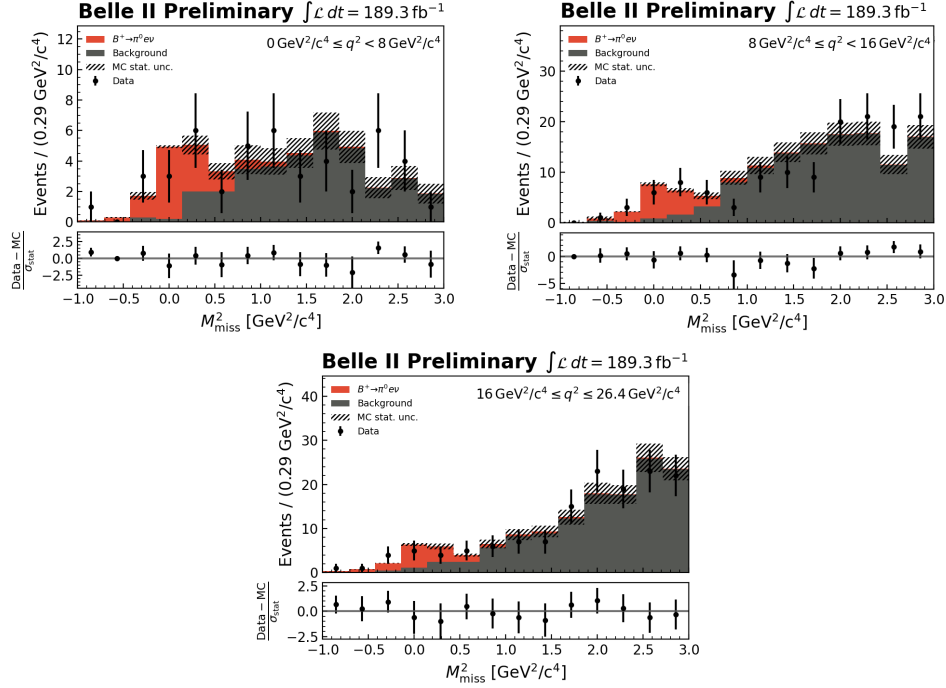 Belle II Preliminary ∫ℒ dt = 189.3 fb⁻¹
B⁺→π⁰eν
Background
MC stat. unc.
Data
0 GeV²/c⁴ ≤ q² < 8 GeV²/c⁴
Events / (0.29 GeV²/c⁴)
12
10
8
6
4
2
0
Data − MC
σstat
2.5
0.0
−2.5
−1.0 −0.5 0.0 0.5 1.0 1.5 2.0 2.5 3.0
M²miss [GeV²/c⁴]
Belle II Preliminary ∫ℒ dt = 189.3 fb⁻¹
B⁺→π⁰eν
Background
MC stat. unc.
Data
8 GeV²/c⁴ ≤ q² < 16 GeV²/c⁴
Events / (0.29 GeV²/c⁴)
30
20
10
0
Data − MC
σstat
0
−5
−1.0 −0.5 0.0 0.5 1.0 1.5 2.0 2.5 3.0
M²miss [GeV²/c⁴]
Belle II Preliminary ∫ℒ dt = 189.3 fb⁻¹
B⁺→π⁰eν
Background
MC stat. unc.
Data
16 GeV²/c⁴ ≤ q² ≤ 26.4 GeV²/c⁴
Events / (0.29 GeV²/c⁴)
40
30
20
10
0
Data − MC
σstat
2.5
0.0
−2.5
−1.0 −0.5 0.0 0.5 1.0 1.5 2.0 2.5 3.0
M²miss [GeV²/c⁴]